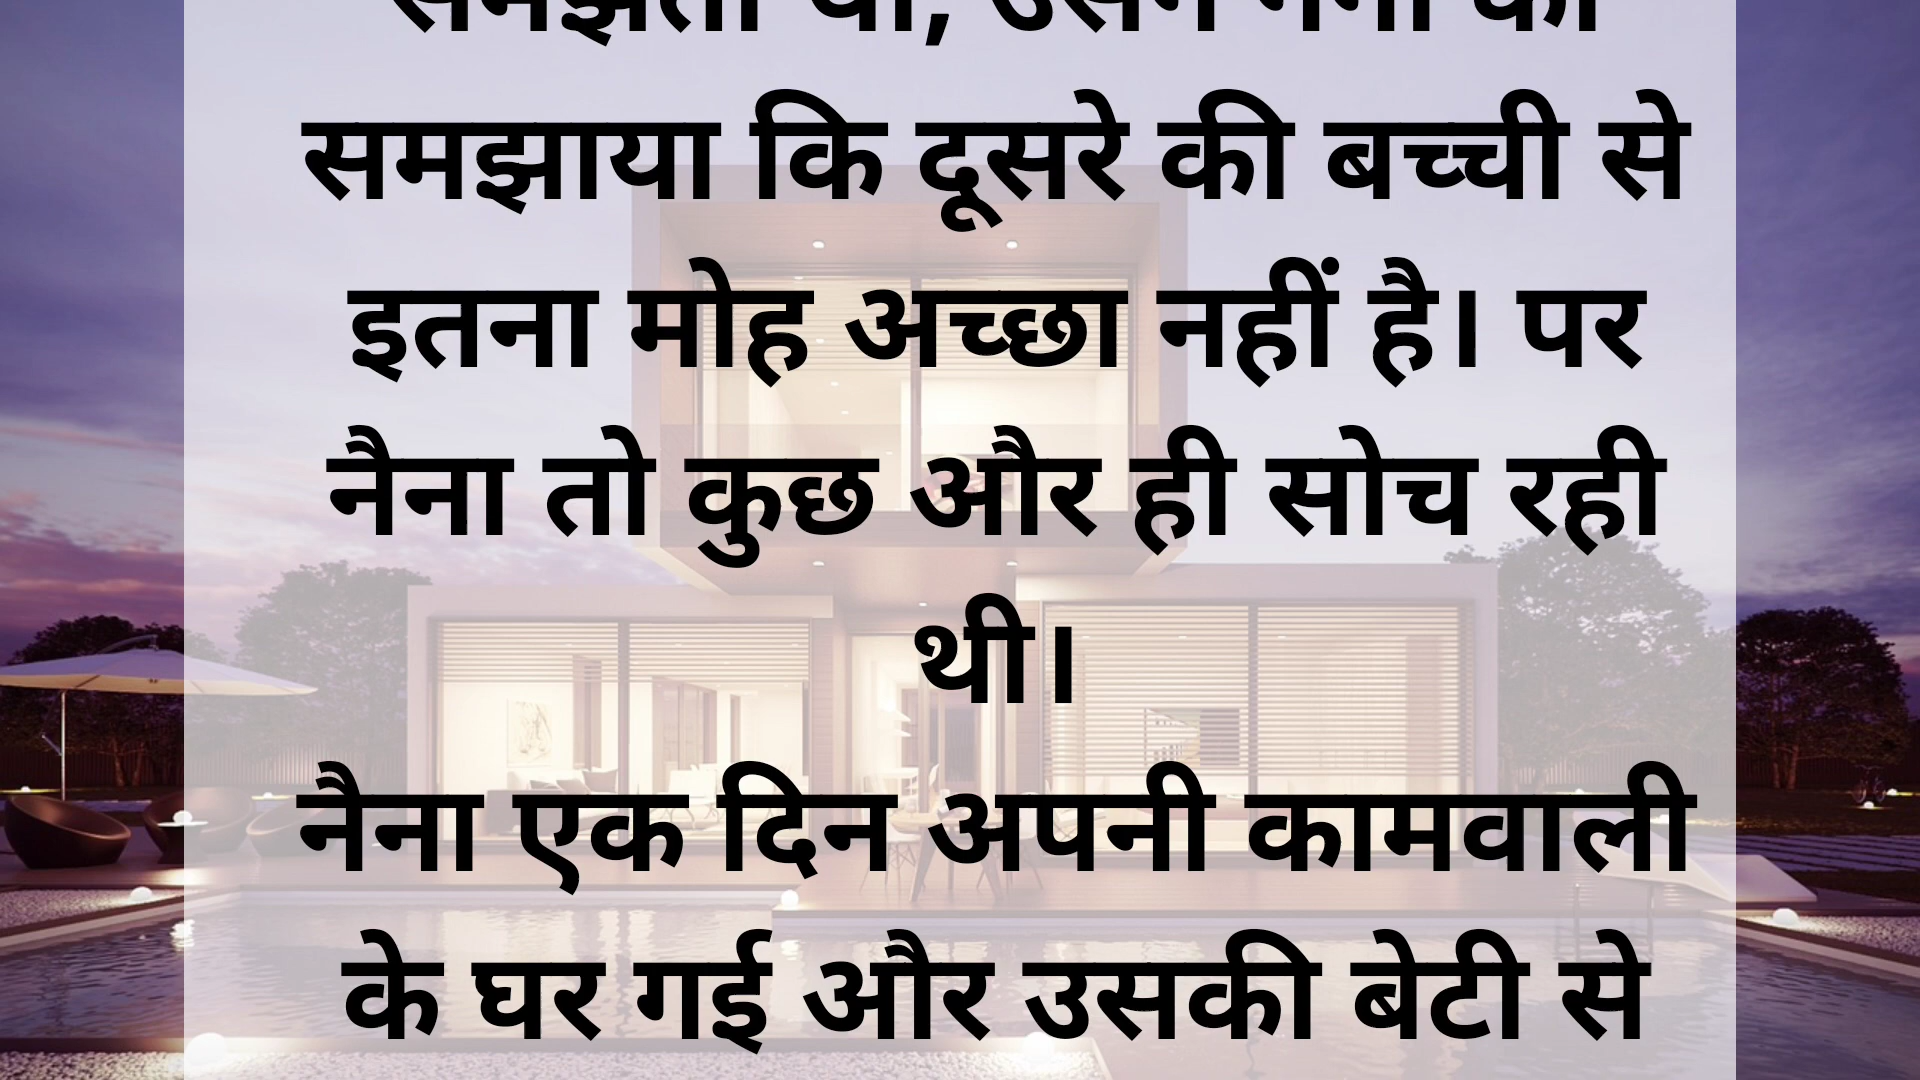 समझाया कि दूसरे की बच्ची से
इतना मोह अच्छा नहीं है। पर
नैना तो कुछ और ही सोच रही
थी।
नैना एक दिन अपनी कामवाली
के घर गई और उसकी बेटी से